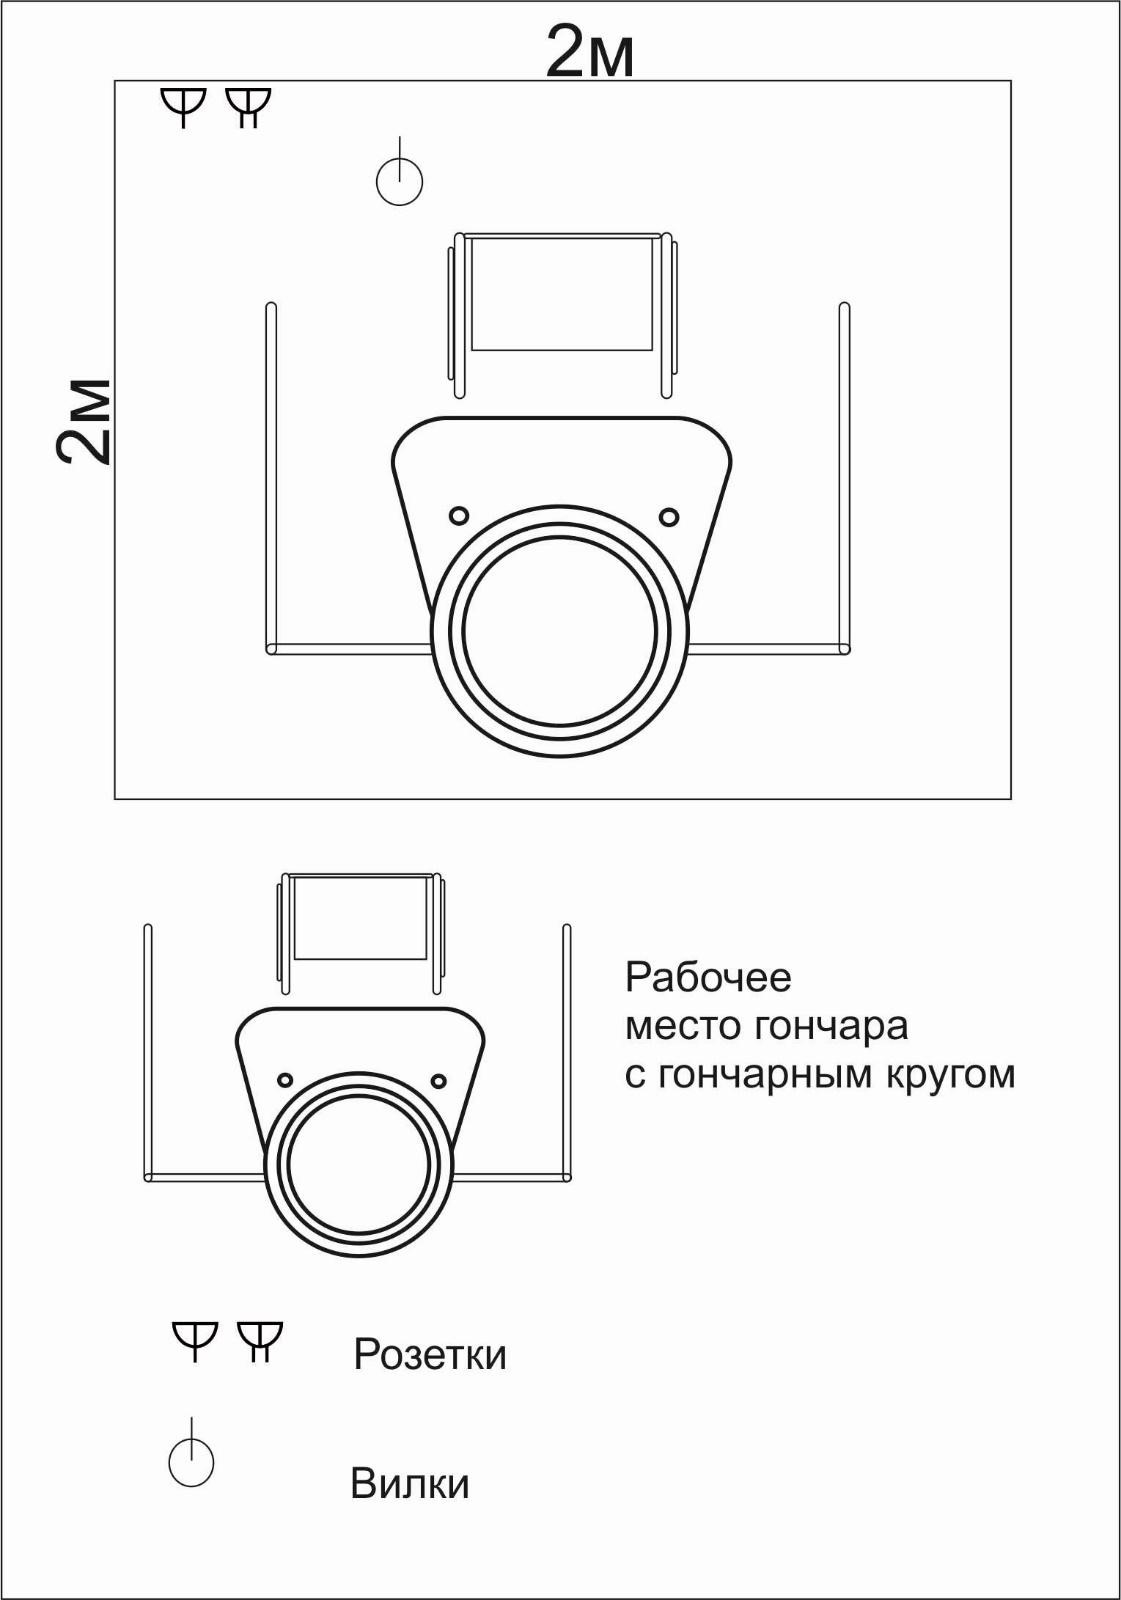 2м
2м
Рабочее
место гончара
с гончарным кругом
Розетки
Вилки